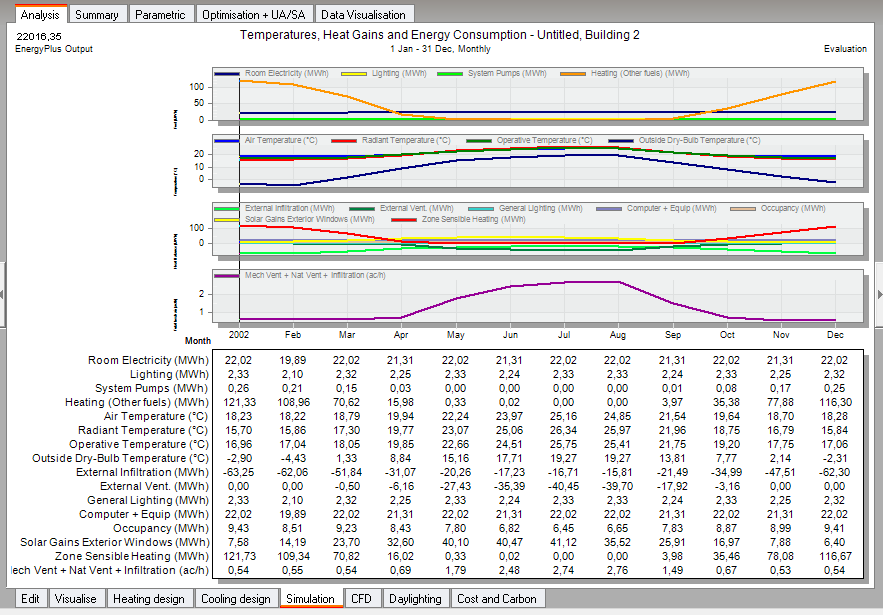 Analysis Summary Parametric Optimisation + UA/SA Data Visualisation
22016,35 Temperatures, Heat Gains and Energy Consumption - Untitled, Building 2
EnergyPlus Output 1 Jan - 31 Dec, Monthly Evaluation
Room Electricity (MWh) Lighting (MWh) System Pumps (MWh) Heating (Other fuels) (MWh)
100
50
0
Air Temperature (°C) Radiant Temperature (°C) Operative Temperature (°C) Outside Dry-Bulb Temperature (°C)
20
10
0
External Infiltration (MWh) External Vent. (MWh) General Lighting (MWh) Computer + Equip (MWh) Occupancy (MWh)
Solar Gains Exterior Windows (MWh) Zone Sensible Heating (MWh)
100
0
Mech Vent + Nat Vent + Infiltration (ac/h)
2
1
Month 2002 Feb Mar Apr May Jun Jul Aug Sep Oct Nov Dec
Room Electricity (MWh) 22,02 19,89 22,02 21,31 22,02 21,31 22,02 22,02 21,31 22,02 21,31 22,02
Lighting (MWh) 2,33 2,10 2,32 2,25 2,33 2,24 2,33 2,33 2,24 2,33 2,25 2,32
System Pumps (MWh) 0,26 0,21 0,15 0,03 0,00 0,00 0,00 0,00 0,01 0,08 0,17 0,25
Heating (Other fuels) (MWh) 121,33 108,96 70,62 15,98 0,33 0,02 0,00 0,00 3,97 35,38 77,88 116,30
Air Temperature (°C) 18,23 18,22 18,79 19,94 22,24 23,97 25,16 24,85 21,54 19,64 18,70 18,28
Radiant Temperature (°C) 15,70 15,86 17,30 19,77 23,07 25,06 26,34 25,97 21,96 18,75 16,79 15,84
Operative Temperature (°C) 16,96 17,04 18,05 19,85 22,66 24,51 25,75 25,41 21,75 19,20 17,75 17,06
Outside Dry-Bulb Temperature (°C) -2,90 -4,43 1,33 8,84 15,16 17,71 19,27 19,27 13,81 7,77 2,14 -2,31
External Infiltration (MWh) -63,25 -62,06 -51,84 -31,07 -20,26 -17,23 -16,71 -15,81 -21,49 -34,99 -47,51 -62,30
External Vent. (MWh) 0,00 0,00 -0,50 -6,16 -27,43 -35,39 -40,45 -39,70 -17,92 -3,16 0,00 0,00
General Lighting (MWh) 2,33 2,10 2,32 2,25 2,33 2,24 2,33 2,33 2,24 2,33 2,25 2,32
Computer + Equip (MWh) 22,02 19,89 22,02 21,31 22,02 21,31 22,02 22,02 21,31 22,02 21,31 22,02
Occupancy (MWh) 9,43 8,51 9,23 8,43 7,80 6,82 6,45 6,65 7,83 8,87 8,99 9,41
Solar Gains Exterior Windows (MWh) 7,58 14,19 23,70 32,60 40,10 40,47 41,12 35,52 25,91 16,97 7,88 6,40
Zone Sensible Heating (MWh) 121,73 109,34 70,82 16,02 0,33 0,02 0,00 0,00 3,98 35,46 78,08 116,67
lech Vent + Nat Vent + Infiltration (ac/h) 0,54 0,55 0,54 0,69 1,79 2,48 2,74 2,76 1,49 0,67 0,53 0,54
Edit Visualise Heating design Cooling design Simulation CFD Daylighting Cost and Carbon